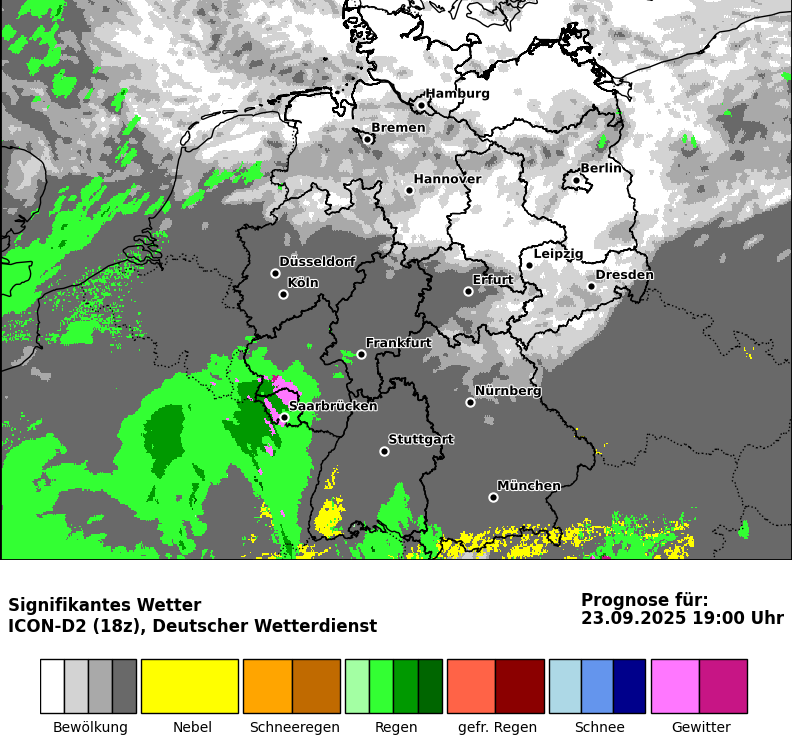 Hamburg
Bremen
Berlin
Hannover
Leipzig
Düsseldorf
Dresden
Köln
Erfurt
Frankfurt
Nürnberg
Saarbrücken
Stuttgart
München
Signifikantes Wetter
ICON-D2 (18z), Deutscher Wetterdienst
Prognose für:
23.09.2025 19:00 Uhr
Bewölkung Nebel Schneeregen Regen gefr. Regen Schnee Gewitter